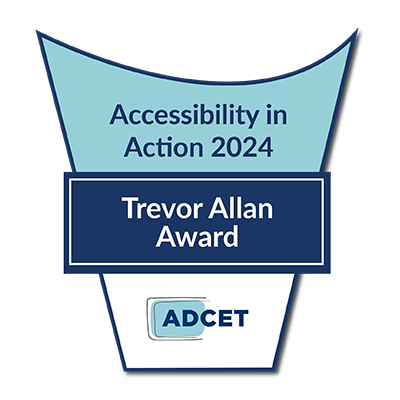 Accessibility in
Action 2024
Trevor Allan
Award
ADCET